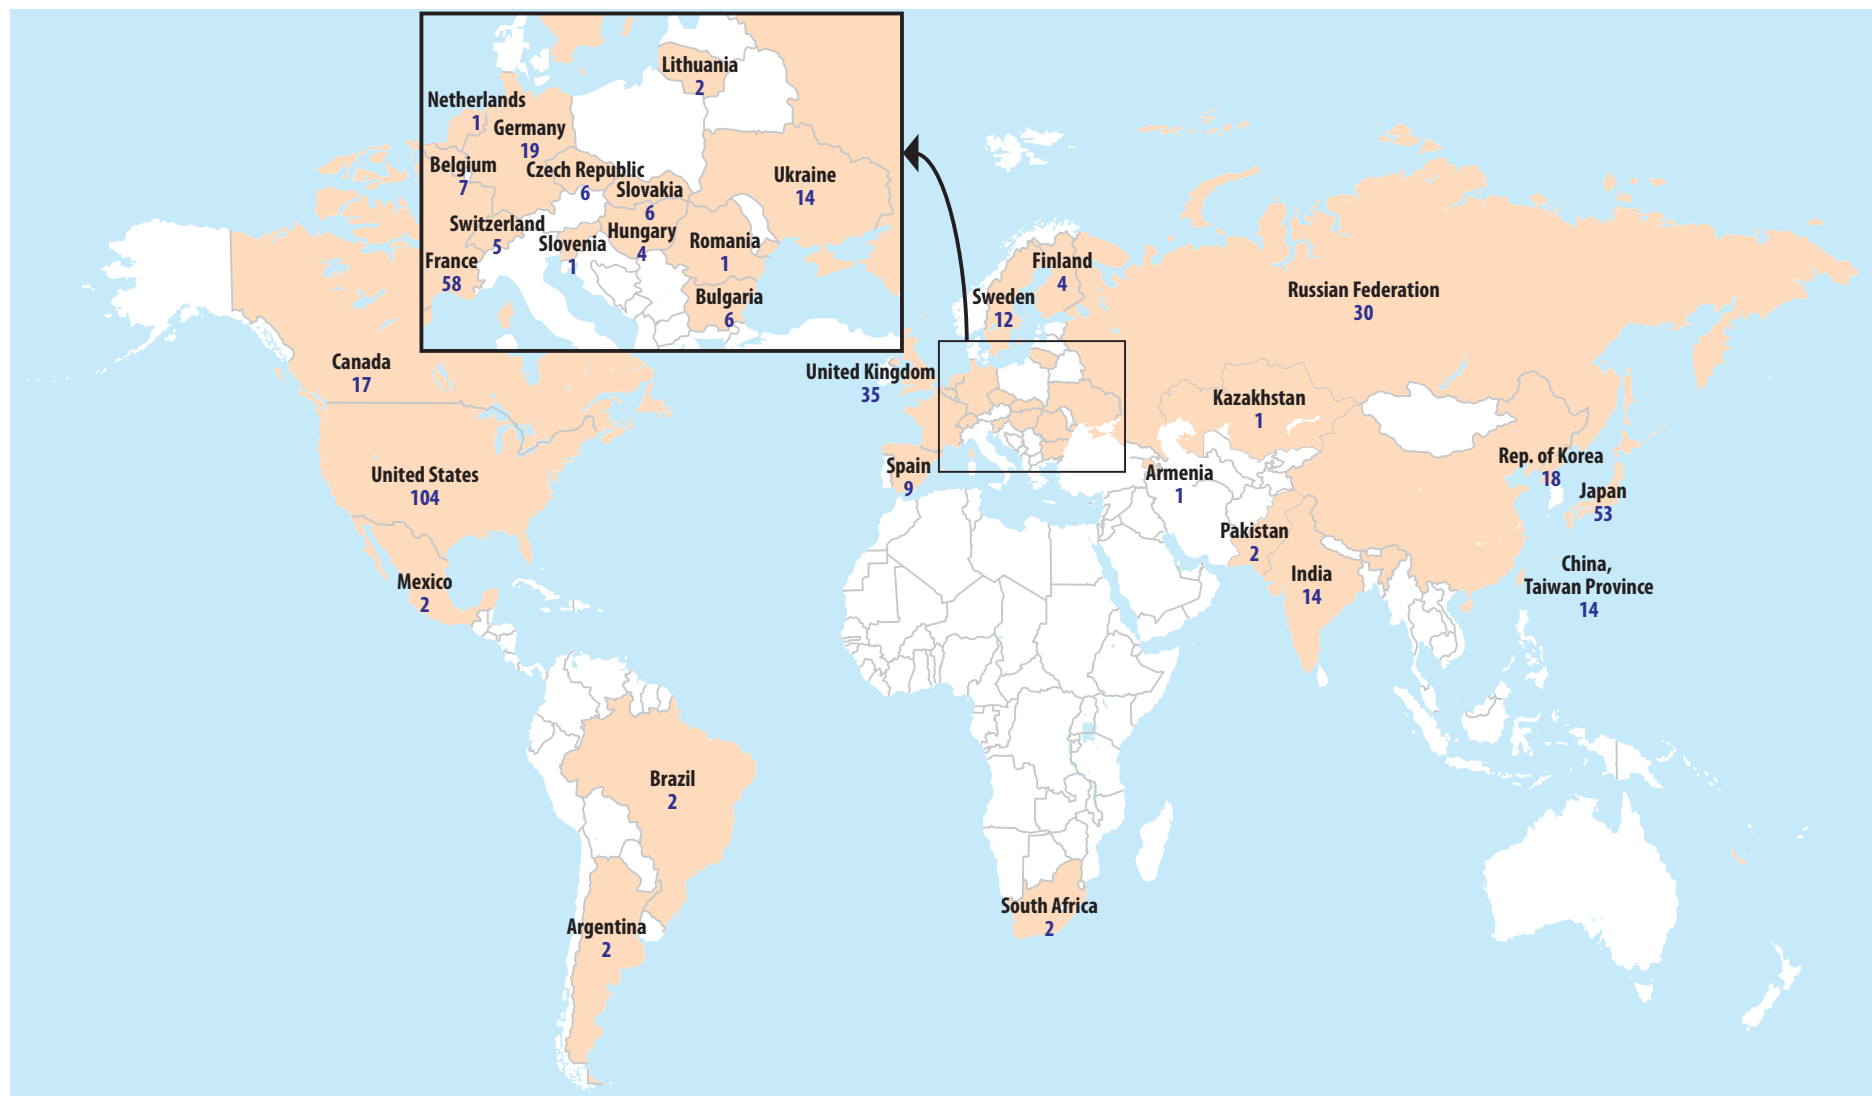 Lithuania
2
Netherlands
1
Germany
19
Belgium
7
Czech Republic
6
Slovakia
6
Ukraine
14
Switzerland
5
Slovenia
1
Hungary
4
Romania
1
France
58
Bulgaria
6
Finland
4
Sweden
12
Russian Federation
30
Canada
17
United Kingdom
35
Kazakhstan
1
United States
104
Spain
9
Armenia
1
Rep. of Korea
18
Japan
53
Pakistan
2
India
14
China,
Taiwan Province
14
Mexico
2
Brazil
2
Argentina
2
South Africa
2